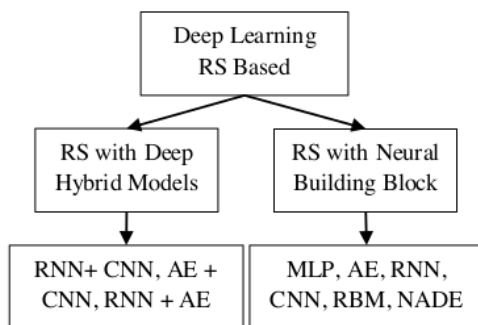 Deep Learning
RS Based
RS with Deep
Hybrid Models
RS with Neural
Building Block
RNN+ CNN, AE +
CNN, RNN + AE
MLP, AE, RNN,
CNN, RBM, NADE